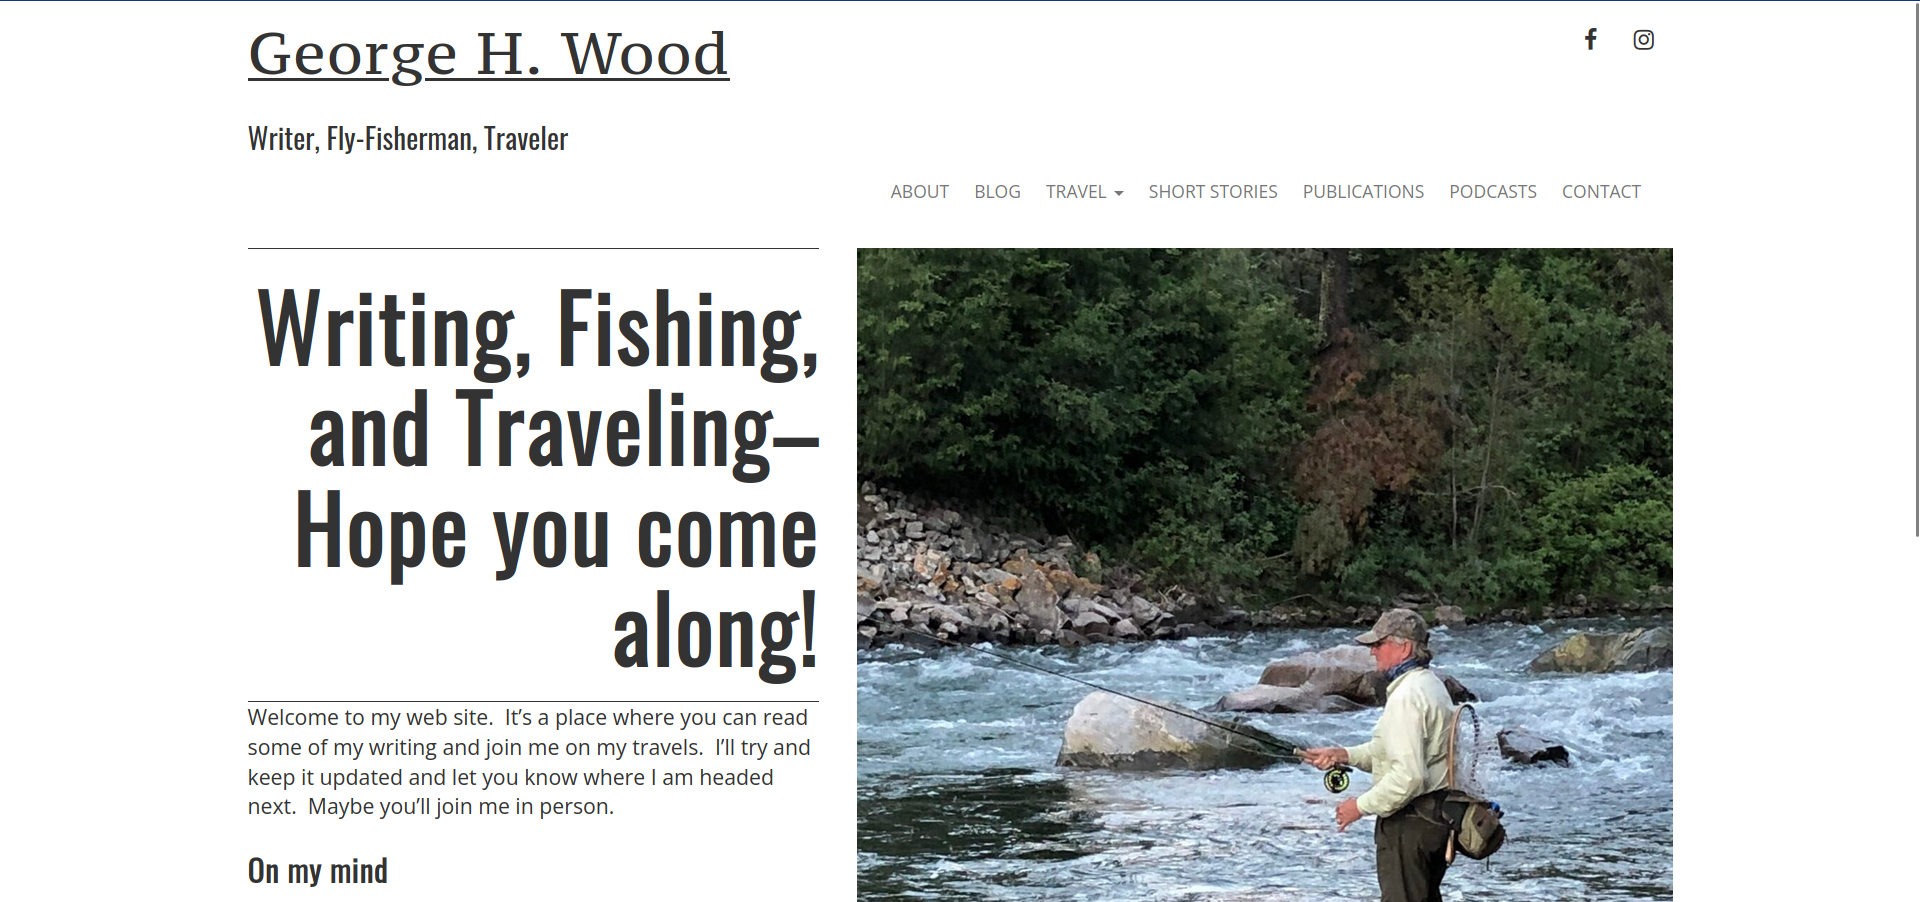 George H. Wood
Writer, Fly-Fisherman, Traveler
ABOUT BLOG TRAVEL SHORT STORIES PUBLICATIONS PODCASTS CONTACT
Writing, Fishing,
and Traveling–
Hope you come
along!
Welcome to my web site.  It’s a place where you can read
some of my writing and join me on my travels.  I’ll try and
keep it updated and let you know where I am headed
next.  Maybe you’ll join me in person.
On my mind